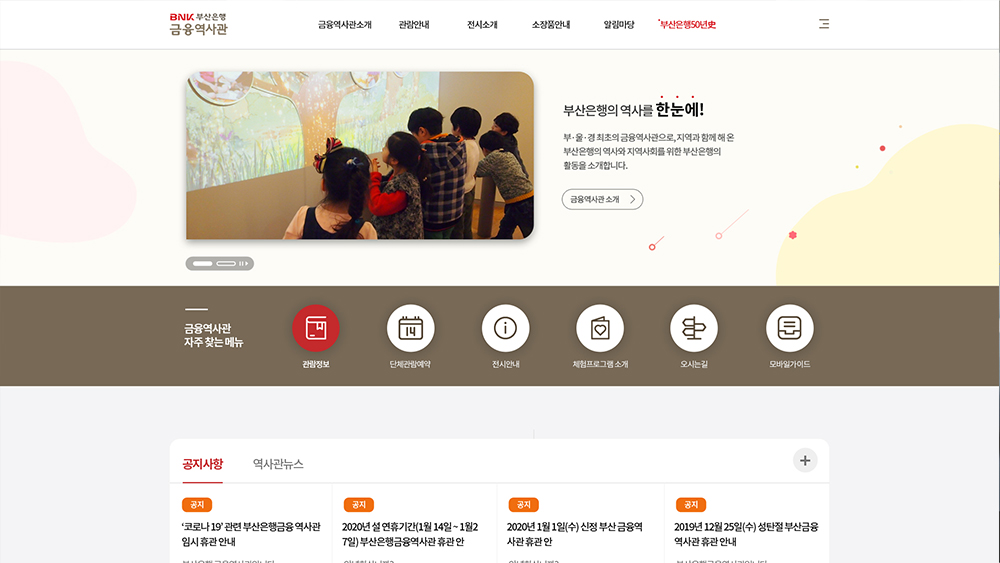 BNK 부산은행
금융역사관
금융역사관소개 관람안내 전시소개 소장품안내 알림마당 부산은행50년史
부산은행의 역사를 한눈에!
부·울·경 최초의 금융역사관으로, 지역과 함께 해 온
부산은행의 역사와 지역사회를 위한 부산은행의
활동을 소개합니다.
금융역사관 소개
금융역사관
자주 찾는 메뉴
14
관람정보 단체관람예약 전시안내 체험프로그램 소개 오시는길 모바일가이드
공지사항 역사관뉴스
공지
‘코로나 19’ 관련 부산은행금융 역사관
임시 휴관 안내
공지
2020년 설 연휴기간(1월 14일 ~ 1월2
7일) 부산은행금융역사관 휴관 안
공지
2020년 1월 1일(수) 신정 부산 금융역
사관 휴관 안
공지
2019년 12월 25일(수) 성탄절 부산금융
역사관 휴관 안내